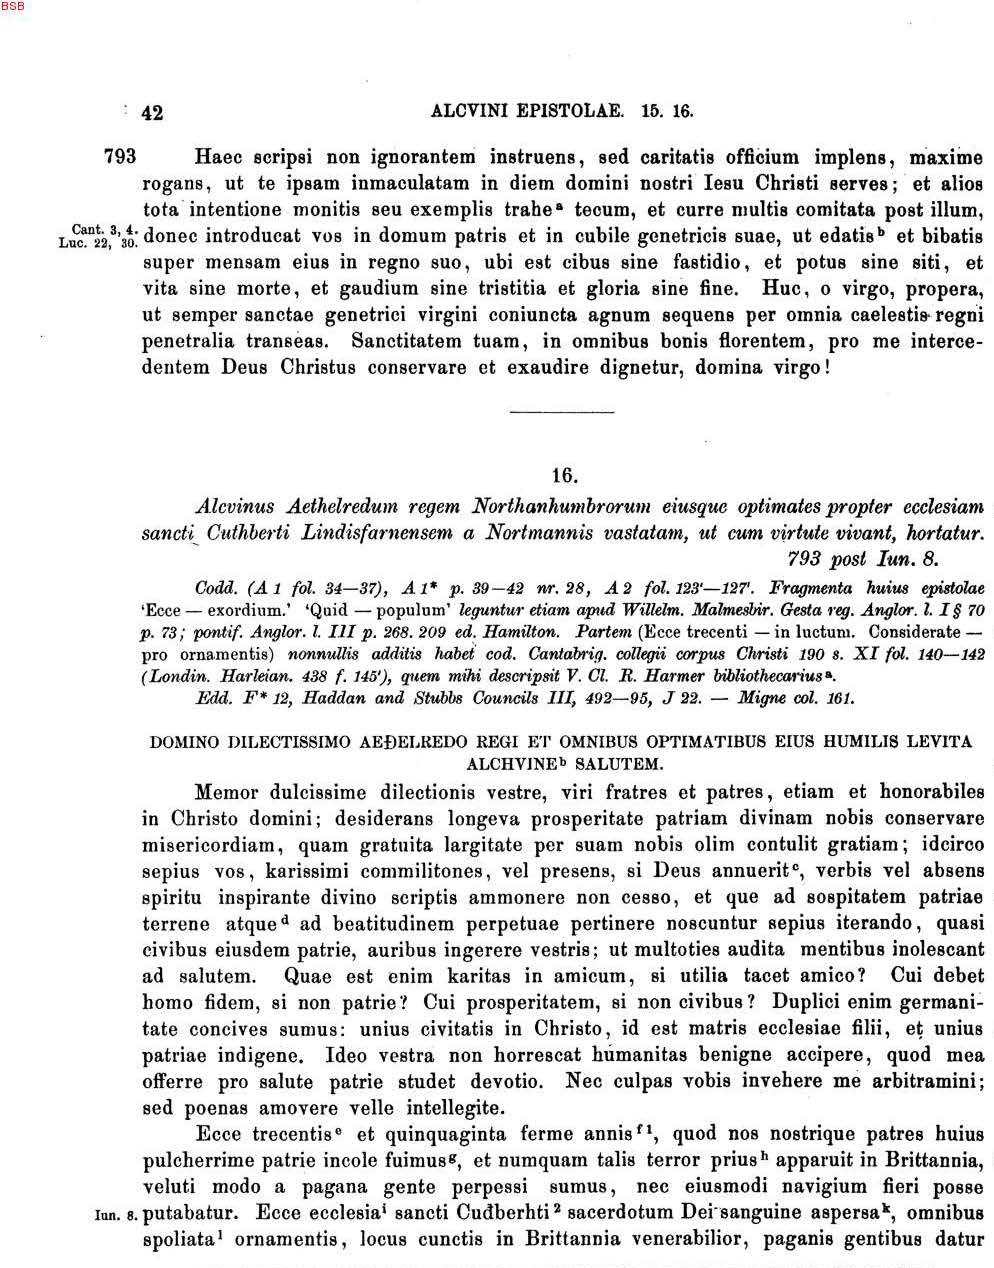 BSB
42 ALCVINI EPISTOLAE. 15. 16.
793 Haec scripsi non ignorantem instruens, sed caritatis officium implens, maxime
rogans, ut te ipsam inmaculatam in diem domini nostri Iesu Christi serves; et alios
tota intentione monitis seu exemplis trahe a tecum, et curre multis comitata post illum,
Cant. 3, 4.
Luc. 22, 30. donec introducat vos in domum patris et in cubile genetricis suae, ut edatis b et bibatis
super mensam eius in regno suo, ubi est cibus sine fastidio, et potus sine siti, et
vita sine morte, et gaudium sine tristitia et gloria sine fine. Huc, o virgo, propera,
ut semper sanctae genetrici virgini coniuncta agnum sequens per omnia caelestis regni
penetralia transeas. Sanctitatem tuam, in omnibus bonis florentem, pro me interce-
dentem Deus Christus conservare et exaudire dignetur, domina virgo!
16.
Alcvinus Aethelredum regem Northanhumbrorum eiusque optimates propter ecclesiam
sancti Cuthberti Lindisfarnensem a Nortmannis vastatam, ut cum virtute vivant, hortatur.
793 post Iun. 8.
Codd. (A 1 fol. 34—37), A 1* p. 39—42 nr. 28, A 2 fol. 123'—127'. Fragmenta huius epistolae
‘Ecce — exordium.’ ‘Quid — populum’ leguntur etiam apud Willelm. Malmesbir. Gesta reg. Anglor. l. I § 70
p. 73; pontif. Anglor. l. III p. 268. 209 ed. Hamilton. Partem (Ecce trecenti — in luctum. Considerate —
pro ornamentis) nonnullis additis habet cod. Cantabrig. collegii corpus Christi 190 s. XI fol. 140—142
(Londin. Harleian. 438 f. 145'), quem mihi descripsit V. Cl. R. Harmer bibliothecarius a.
Edd. F* 12, Haddan and Stubbs Councils III, 492—95, J 22. — Migne col. 161.
DOMINO DILECTISSIMO AEÐELREDO REGI ET OMNIBUS OPTIMATIBUS EIUS HUMILIS LEVITA
ALCHVINE b SALUTEM.
Memor dulcissime dilectionis vestre, viri fratres et patres, etiam et honorabiles
in Christo domini; desiderans longeva prosperitate patriam divinam nobis conservare
misericordiam, quam gratuita largitate per suam nobis olim contulit gratiam; idcirco
sepius vos, karissimi commilitones, vel presens, si Deus annuerit c, verbis vel absens
spiritu inspirante divino scriptis ammonere non cesso, et que ad sospitatem patriae
terrene atque d ad beatitudinem perpetuae pertinere noscuntur sepius iterando, quasi
civibus eiusdem patrie, auribus ingerere vestris; ut multoties audita mentibus inolescant
ad salutem. Quae est enim karitas in amicum, si utilia tacet amico? Cui debet
homo fidem, si non patrie? Cui prosperitatem, si non civibus? Duplici enim germani-
tate concives sumus: unius civitatis in Christo, id est matris ecclesiae filii, et unius
patriae indigene. Ideo vestra non horrescat humanitas benigne accipere, quod mea
offerre pro salute patrie studet devotio. Nec culpas vobis invehere me arbitramini;
sed poenas amovere velle intellegite.
Ecce trecentis e et quinquaginta ferme annis f 1, quod nos nostrique patres huius
pulcherrime patrie incole fuimus g, et numquam talis terror prius h apparuit in Brittannia,
veluti modo a pagana gente perpessi sumus, nec eiusmodi navigium fieri posse
Iun. 8. putabatur. Ecce ecclesia i sancti Cuđberhti 2 sacerdotum Dei sanguine aspersa k, omnibus
spoliata l ornamentis, locus cunctis in Brittannia venerabilior, paganis gentibus datur